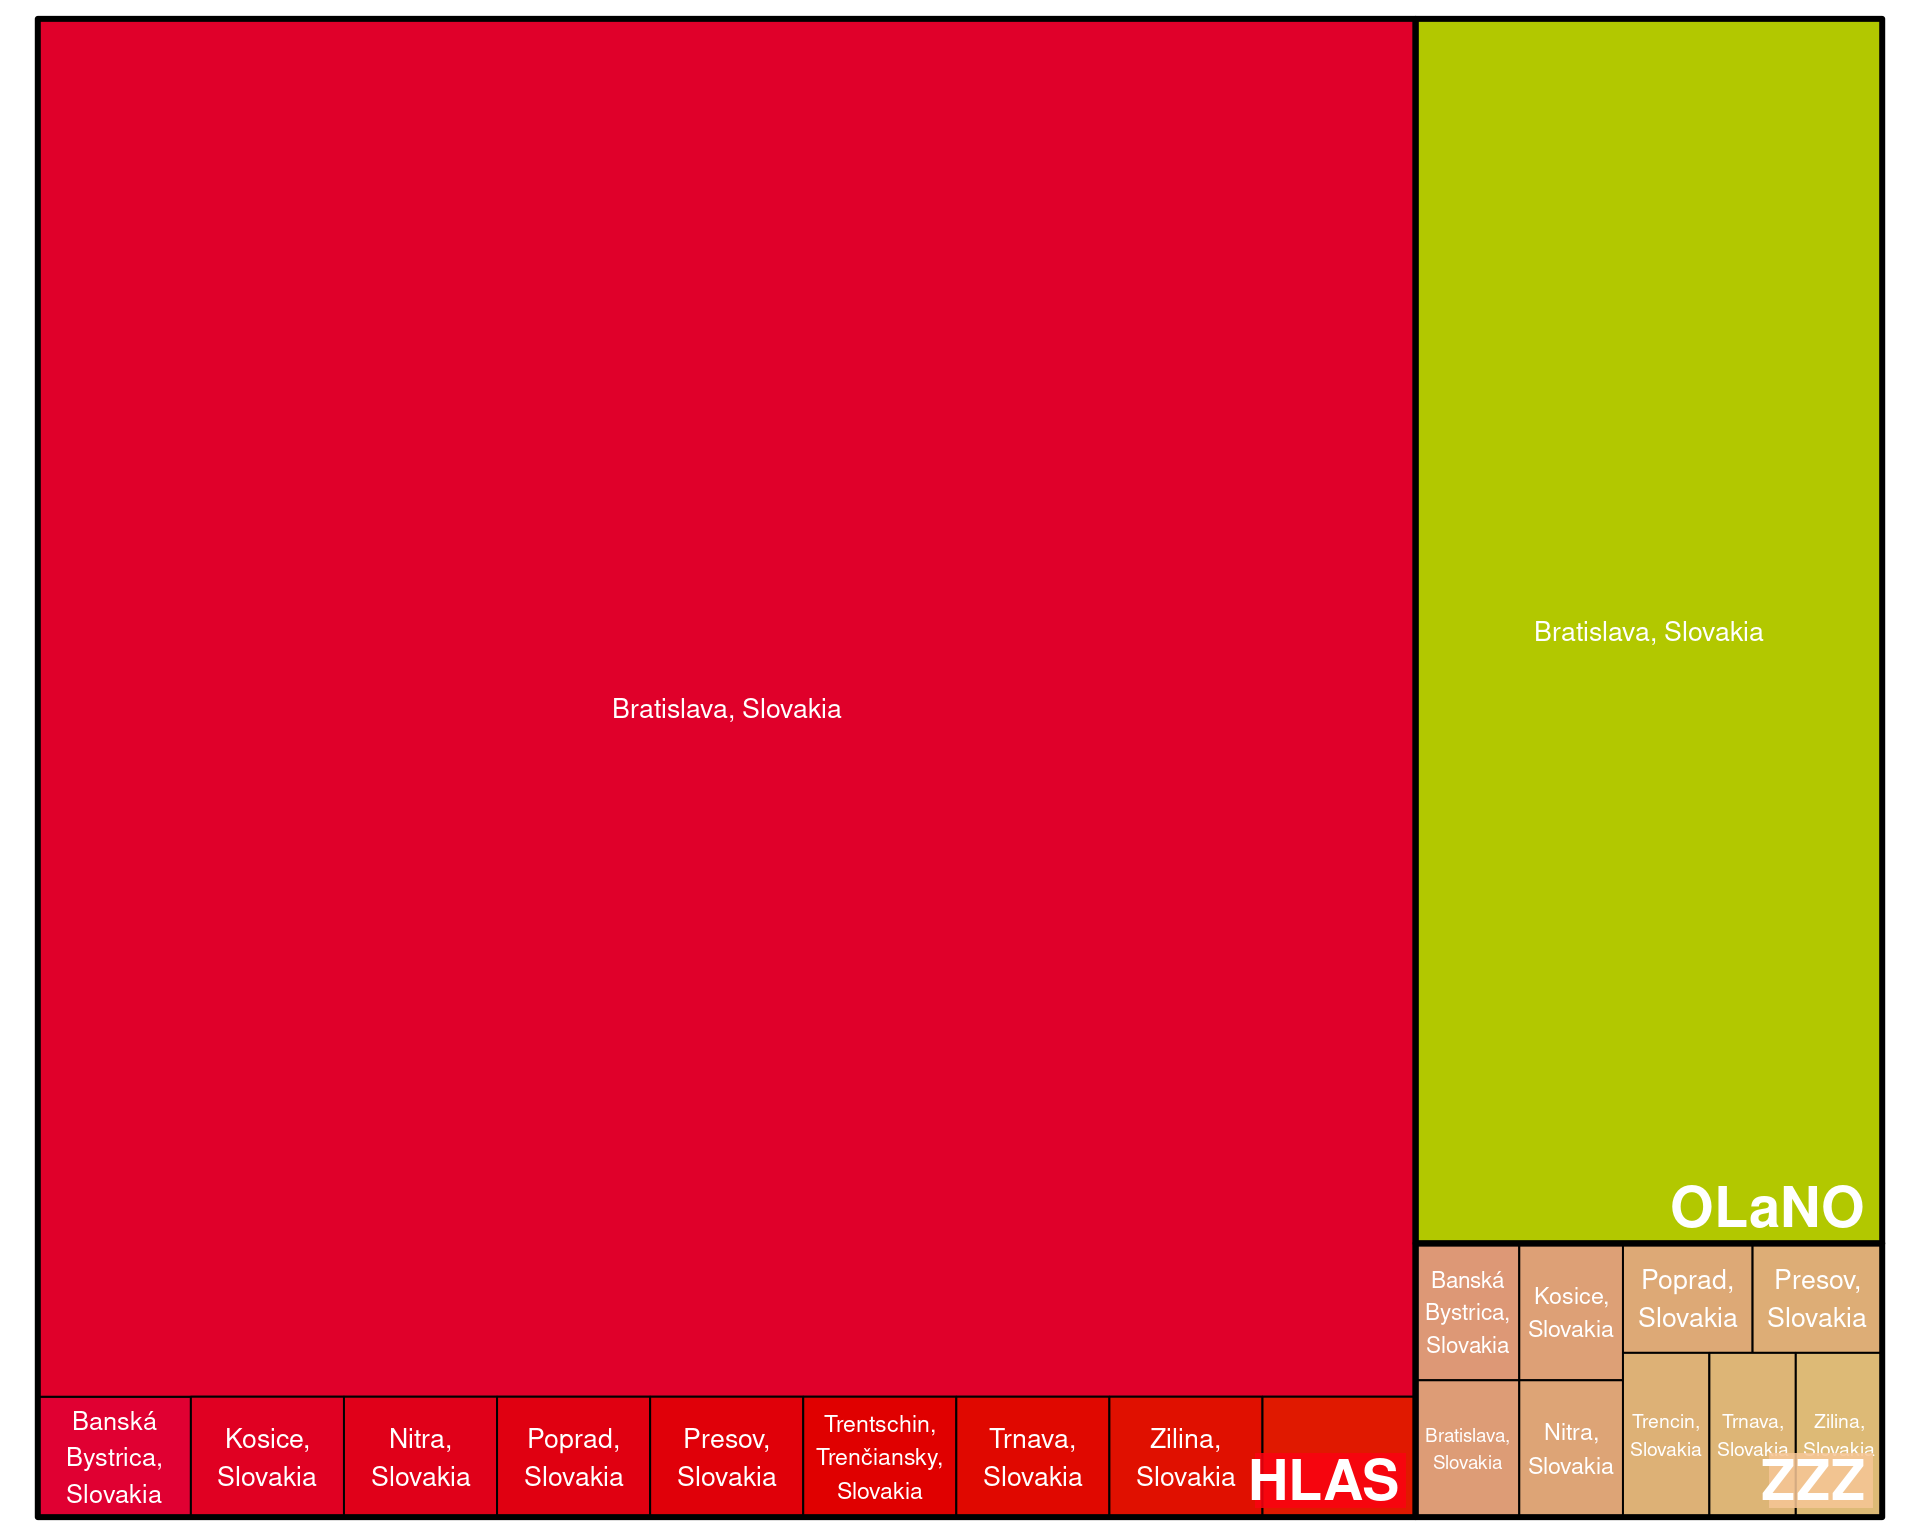 Bratislava, Slovakia
Banská
Bystrica,
Slovakia
Kosice,
Slovakia
Nitra,
Slovakia
Poprad,
Slovakia
Presov,
Slovakia
Trentschin,
Trenčiansky,
Slovakia
Trnava,
Slovakia
Zilina,
Slovakia
HLAS
Bratislava, Slovakia
OLaNO
Banská
Bystrica,
Slovakia
Kosice,
Slovakia
Poprad,
Slovakia
Presov,
Slovakia
Bratislava,
Slovakia
Nitra,
Slovakia
Trencin,
Slovakia
Trnava,
Slovakia
Zilina,
Slovakia
ZZZ